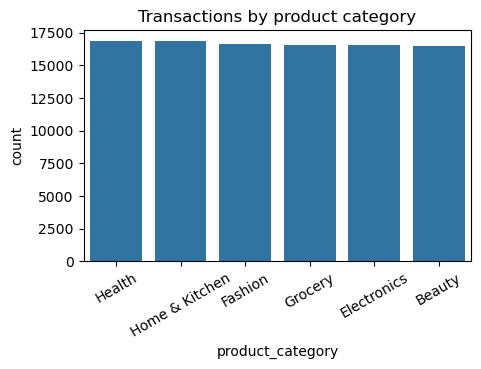 Transactions by product category
17500
15000
12500
10000
7500
5000
2500
0
count
Health
Home & Kitchen
Fashion
Grocery
Electronics
Beauty
product_category